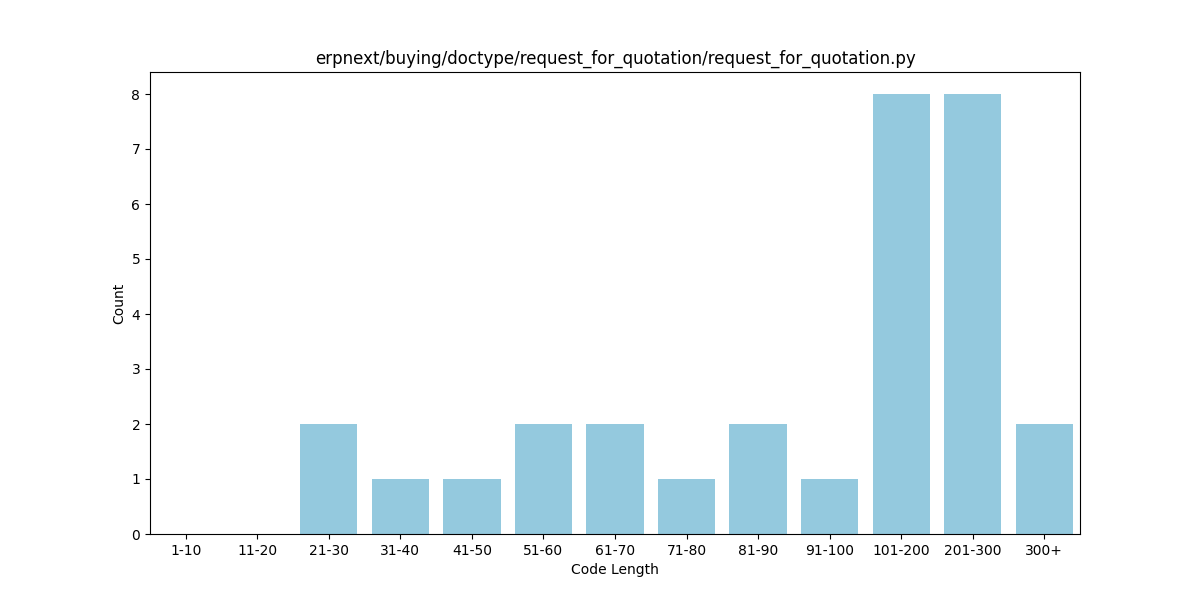 erpnext/buying/doctype/request_for_quotation/request_for_quotation.py
8
7
6
5
4
3
2
1
0
Count
1-10 11-20 21-30 31-40 41-50 51-60 61-70 71-80 81-90 91-100 101-200 201-300 300+
Code Length